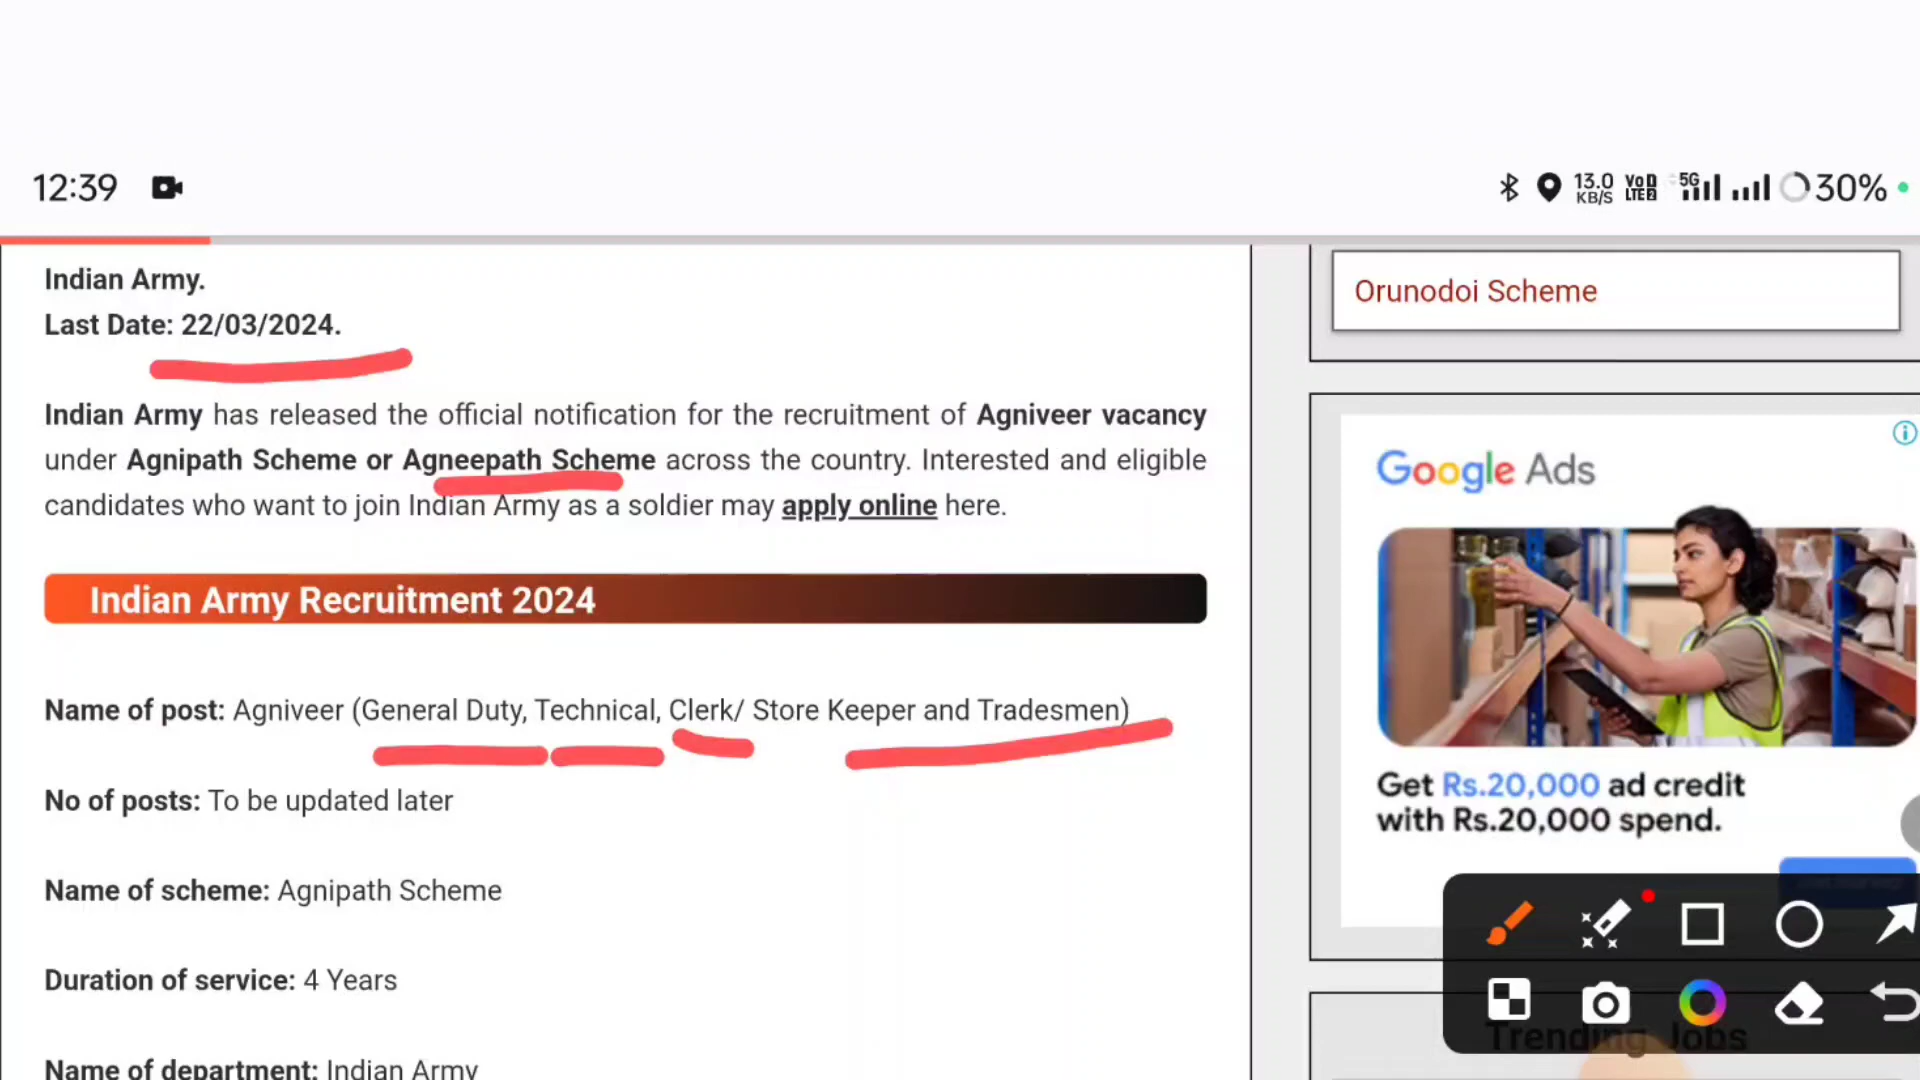 12:39
13.0 KB/S Vo LTE2 5G 30%
Indian Army.
Last Date: 22/03/2024.
Indian Army has released the official notification for the recruitment of Agniveer vacancy
under Agnipath Scheme or Agneepath Scheme across the country. Interested and eligible
candidates who want to join Indian Army as a soldier may apply online here.
Indian Army Recruitment 2024
Name of post: Agniveer (General Duty, Technical, Clerk/ Store Keeper and Tradesmen)
No of posts: To be updated later
Name of scheme: Agnipath Scheme
Duration of service: 4 Years
Name of department: Indian Army
Orunodoi Scheme
Google Ads
Get Rs.20,000 ad credit
with Rs.20,000 spend.
Trending Jobs